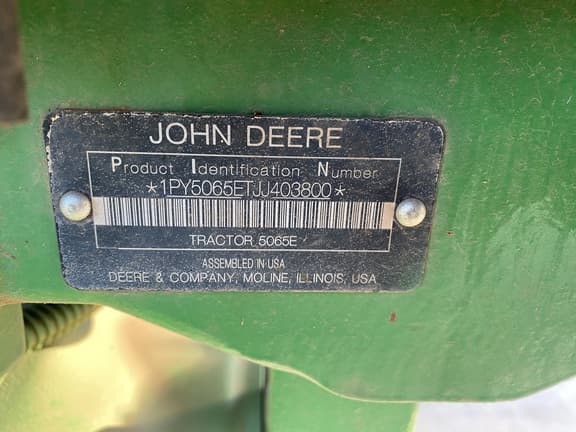 JOHN DEERE
Product Identification Number
*1PY5065ETJJ403800*
TRACTOR 5065E
ASSEMBLED IN USA
DEERE & COMPANY, MOLINE, ILLINOIS, USA